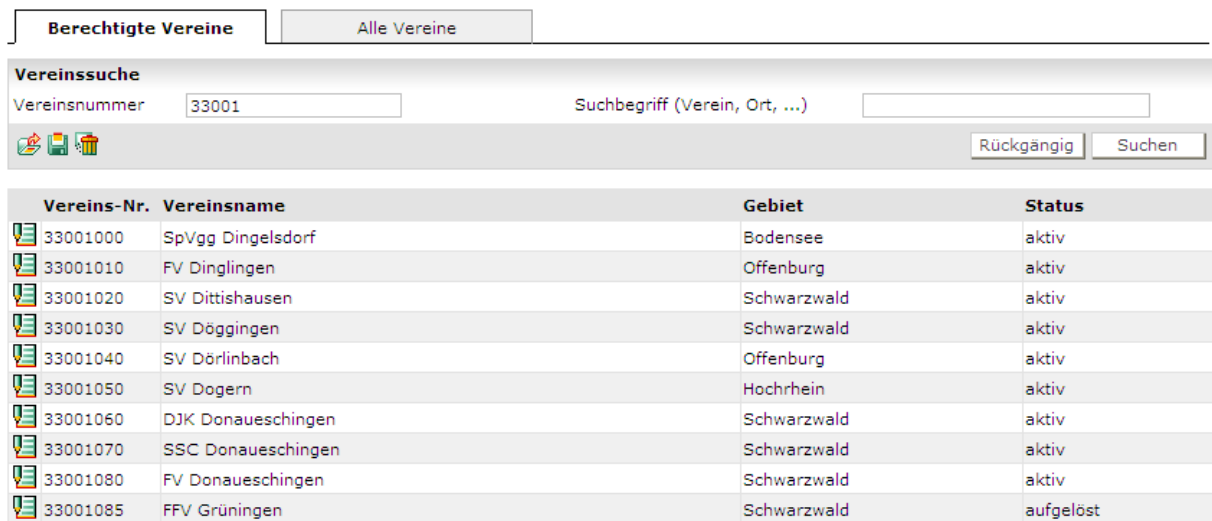 Berechtigte Vereine Alle Vereine
Vereinssuche
Vereinsnummer 33001 Suchbegriff (Verein, Ort, ...)
Rückgängig Suchen
Vereins-Nr. Vereinsname Gebiet Status
33001000 SpVgg Dingelsdorf Bodensee aktiv
33001010 FV Dinglingen Offenburg aktiv
33001020 SV Dittishausen Schwarzwald aktiv
33001030 SV Döggingen Schwarzwald aktiv
33001040 SV Dörlinbach Offenburg aktiv
33001050 SV Dogern Hochrhein aktiv
33001060 DJK Donaueschingen Schwarzwald aktiv
33001070 SSC Donaueschingen Schwarzwald aktiv
33001080 FV Donaueschingen Schwarzwald aktiv
33001085 FFV Grüningen Schwarzwald aufgelöst